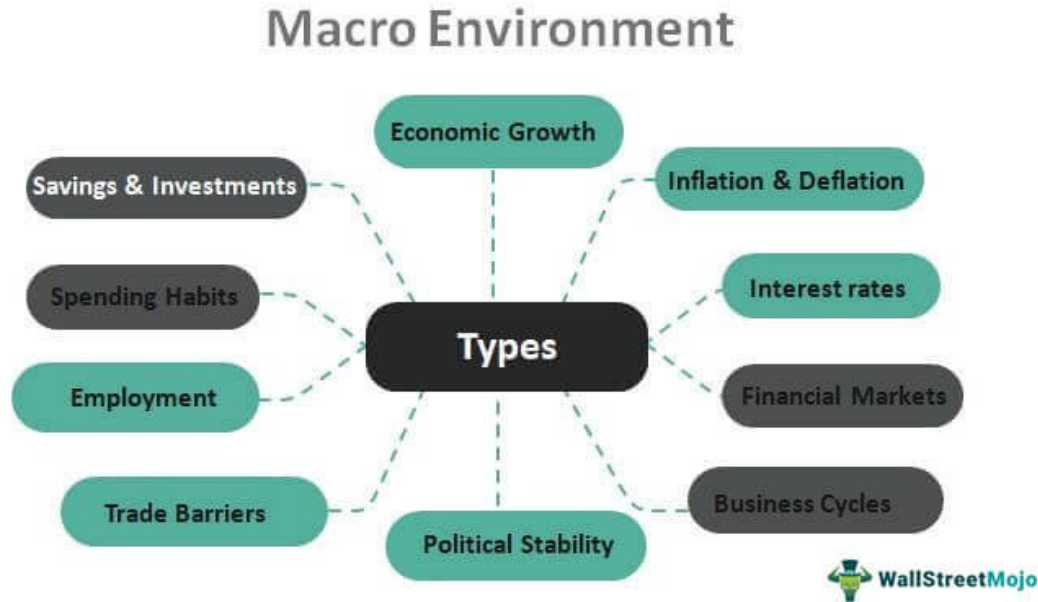 Macro Environment
Economic Growth
Savings & Investments
Inflation & Deflation
Spending Habits
Interest rates
Types
Employment
Financial Markets
Trade Barriers
Business Cycles
Political Stability
WallStreetMojo